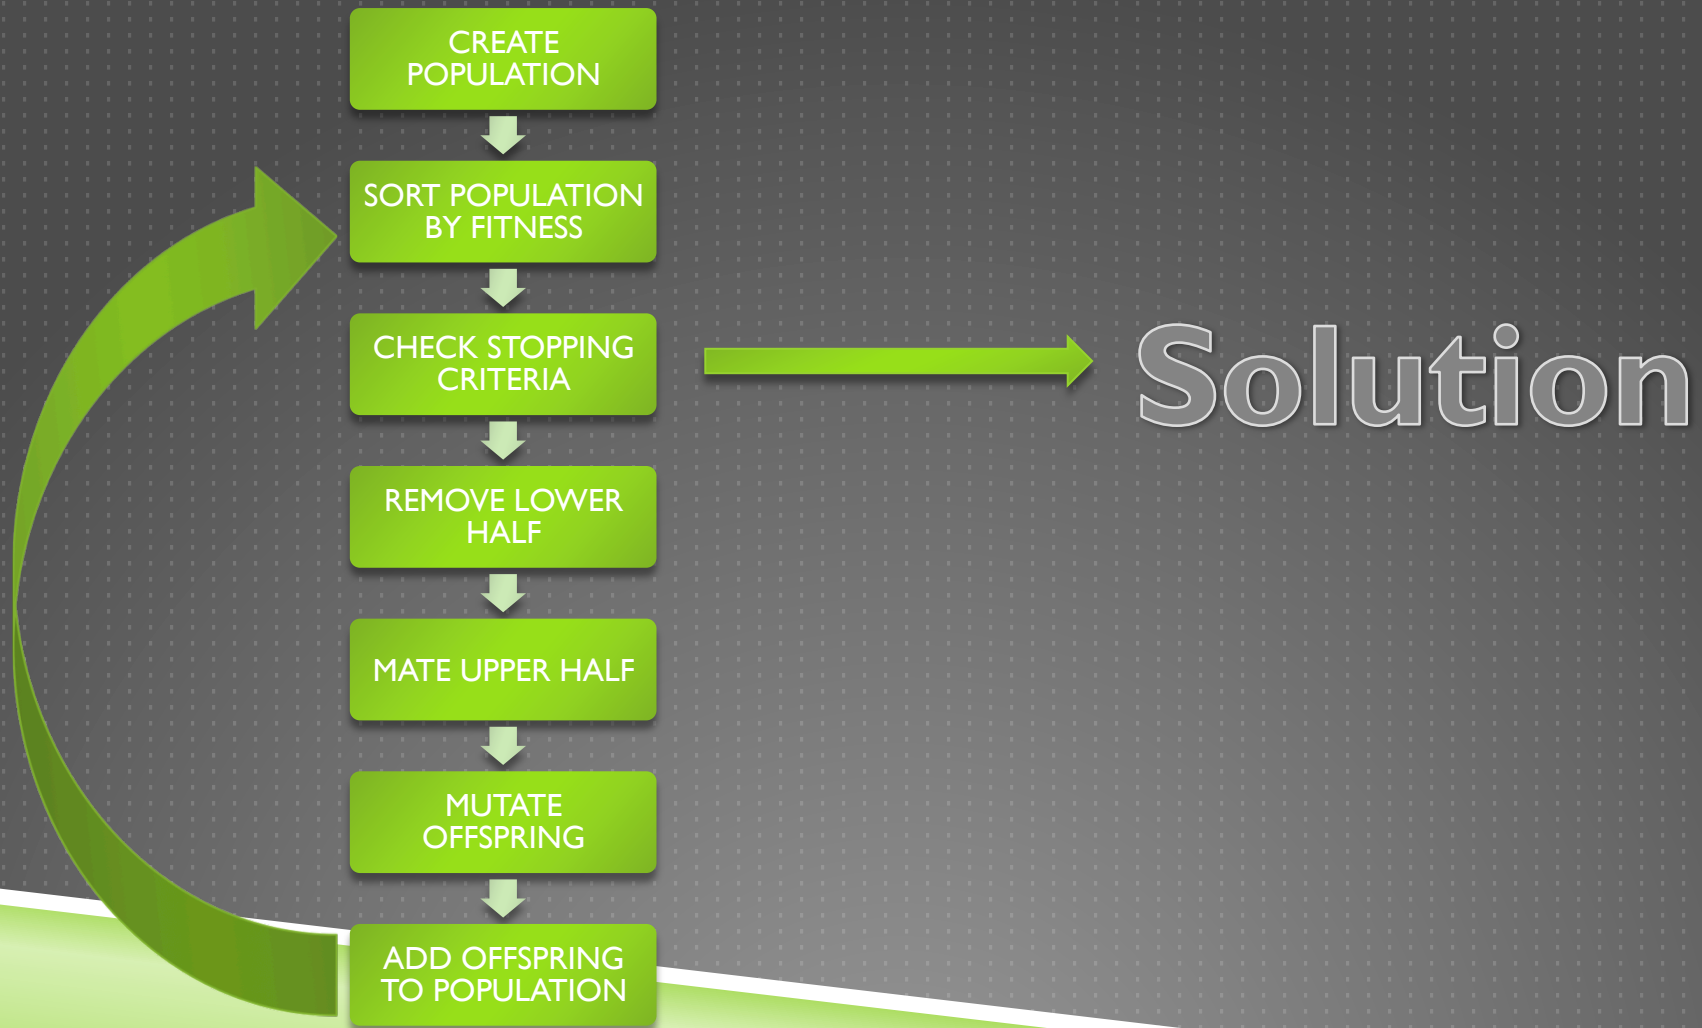 CREATE
POPULATION
SORT POPULATION
BY FITNESS
CHECK STOPPING
CRITERIA
Solution
REMOVE LOWER
HALF
MATE UPPER HALF
MUTATE
OFFSPRING
ADD OFFSPRING
TO POPULATION